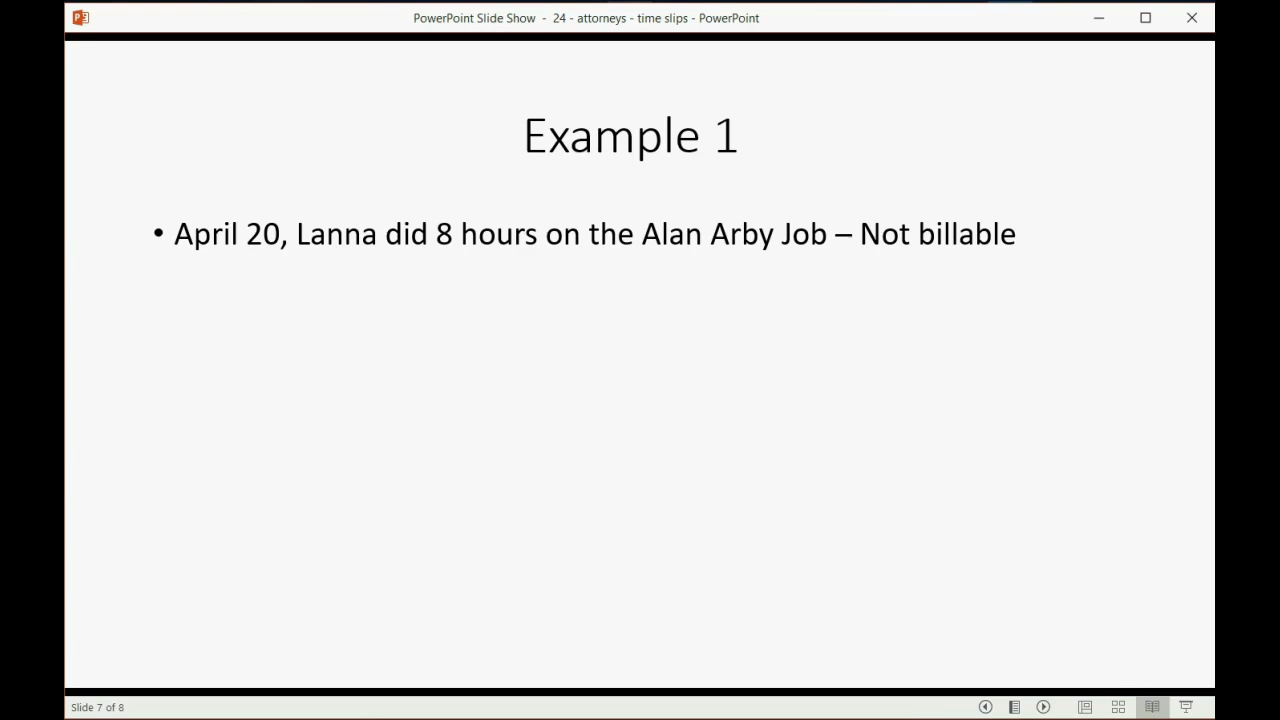 PowerPoint Slide Show - 24 - attorneys - time slips - PowerPoint
Example 1
• April 20, Lanna did 8 hours on the Alan Arby Job – Not billable
Slide 7 of 8